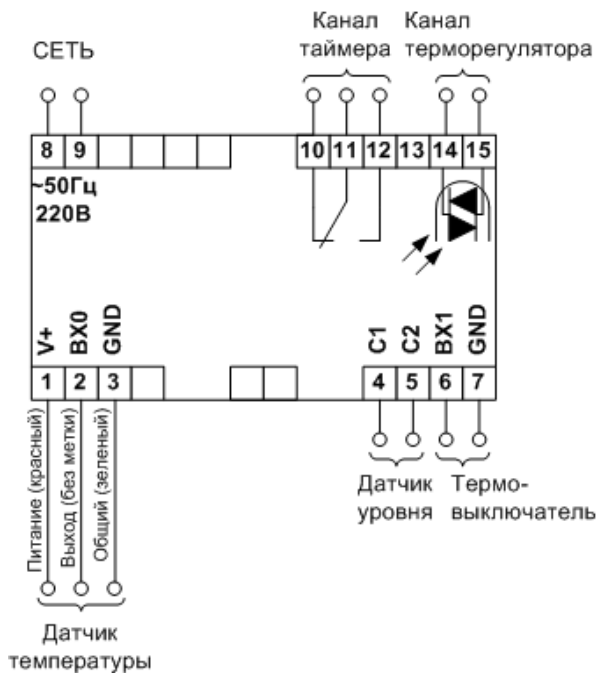 Канал
таймера
Канал
терморегулятора
СЕТЬ
8
9
10
11
12
13
14
15
~50Гц
220В
V+
BX0
GND
C1
C2
BX1
GND
1
2
3
4
5
6
7
Питание (красный)
Выход (без метки)
Общий (зеленый)
Датчик
уровня
Термо-
выключатель
Датчик
температуры